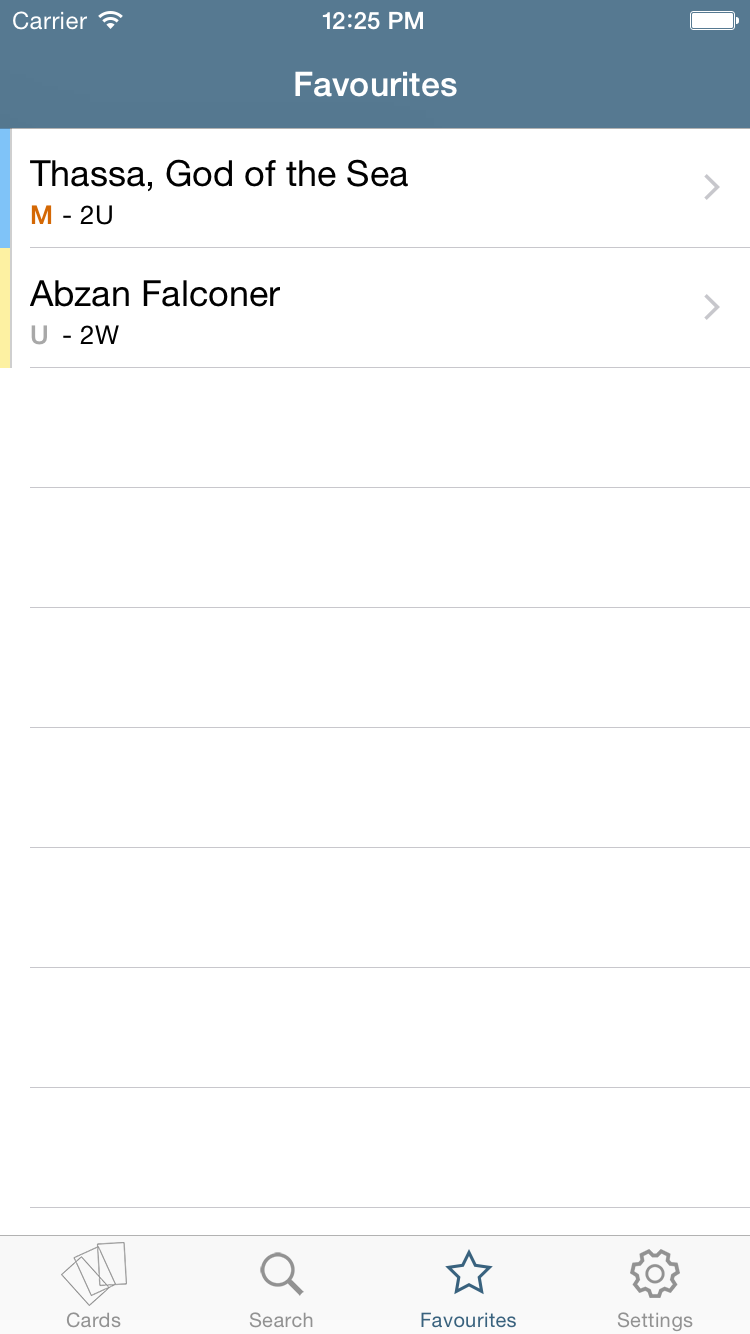 Carrier 12:25 PM
Favourites
Thassa, God of the Sea
M - 2U
Abzan Falconer
U - 2W
Cards Search Favourites Settings